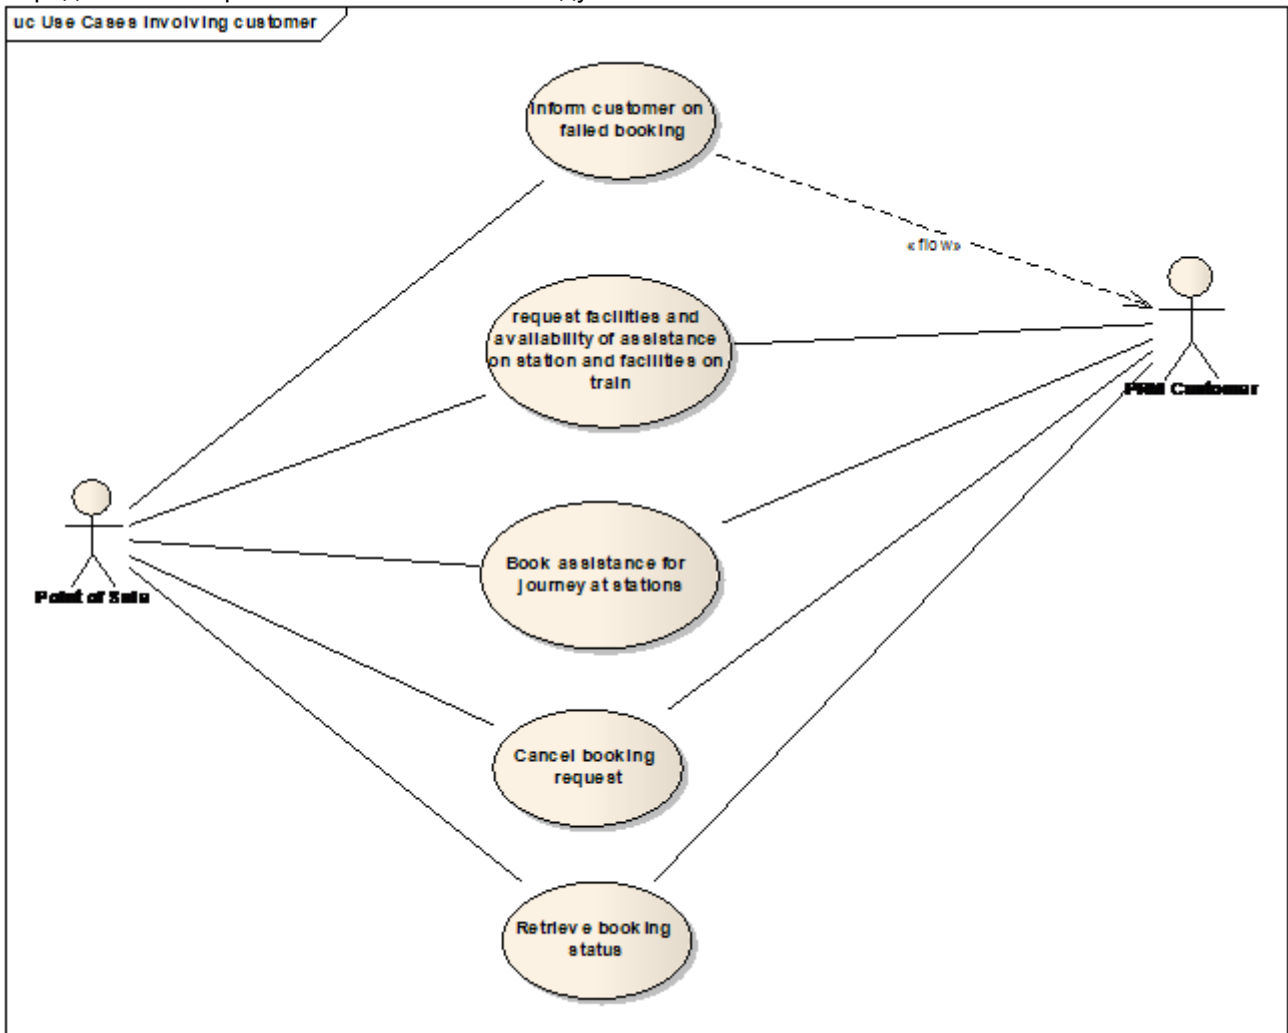 uc Use Cases Involving customer
Inform customer on
failed booking
«flow»
request facilities and
availability of assistance
on station and facilities on
train
PRM Customer
Point of Sale
Book assistance for
journey at stations
Cancel booking
request
Retrieve booking
status